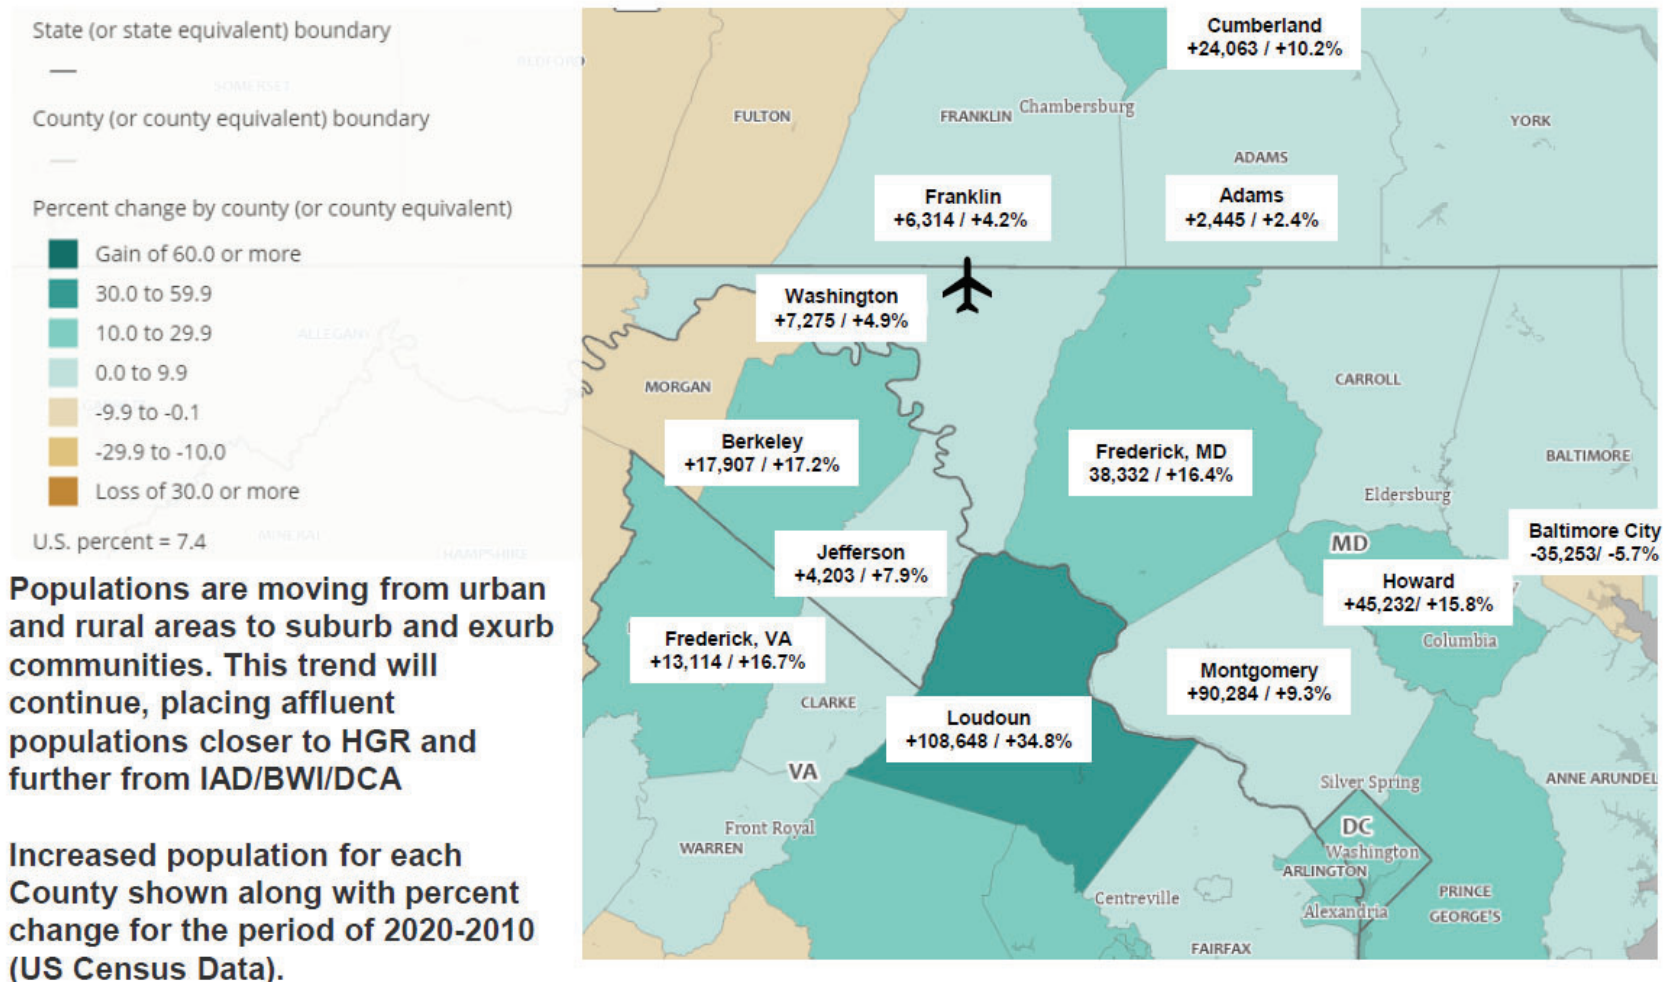 State (or state equivalent) boundary
County (or county equivalent) boundary
Percent change by county (or county equivalent)
Gain of 60.0 or more
30.0 to 59.9
10.0 to 29.9
0.0 to 9.9
-9.9 to -0.1
-29.9 to -10.0
Loss of 30.0 or more
U.S. percent = 7.4
BEDFORD
SOMERSET
ALLEGANY
MINERAL
HAMPSHIRE
Populations are moving from urban
and rural areas to suburb and exurb
communities. This trend will
continue, placing affluent
populations closer to HGR and
further from IAD/BWI/DCA
Increased population for each
County shown along with percent
change for the period of 2020-2010
(US Census Data).
Cumberland
+24,063 / +10.2%
FULTON
FRANKLIN
Chambersburg
YORK
ADAMS
Franklin
+6,314 / +4.2%
Adams
+2,445 / +2.4%
Washington
+7,275 / +4.9%
MORGAN
CARROLL
Berkeley
+17,907 / +17.2%
Frederick, MD
38,332 / +16.4%
BALTIMORE
Eldersburg
Baltimore City
-35,253/ -5.7%
MD
Jefferson
+4,203 / +7.9%
Howard
+45,232/ +15.8%
Columbia
Frederick, VA
+13,114 / +16.7%
Montgomery
+90,284 / +9.3%
CLARKE
Loudoun
+108,648 / +34.8%
VA
Silver Spring
ANNE ARUNDEL
Front Royal
WARREN
DC
Washington
ARLINGTON
Centreville
Alexandria
PRINCE
GEORGE'S
FAIRFAX